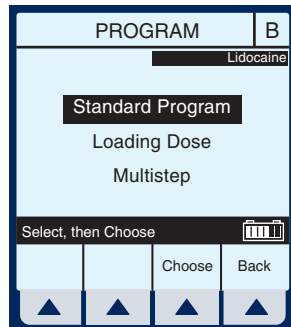 PROGRAM B
Lidocaine
Standard Program
Loading Dose
Multistep
Select, then Choose
Choose Back